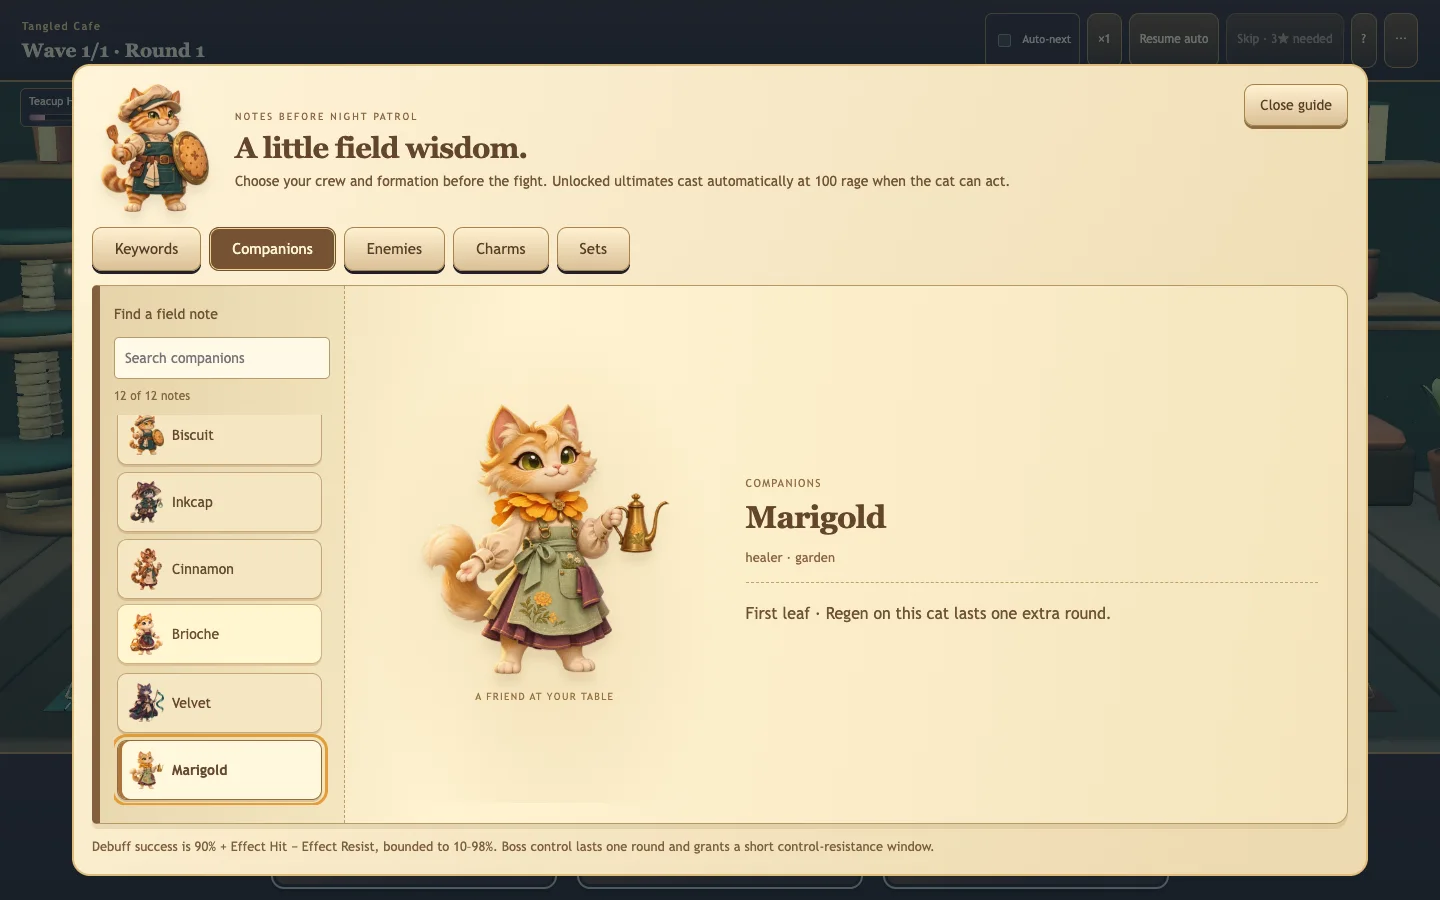 Tangled Cafe
Wave 1/1 · Round 1
Auto-next
×1
Resume auto
Skip · 3★ needed
?
...
Teacup H
NOTES BEFORE NIGHT PATROL
A little field wisdom.
Choose your crew and formation before the fight. Unlocked ultimates cast automatically at 100 rage when the cat can act.
Close guide
Keywords
Companions
Enemies
Charms
Sets
Find a field note
Search companions
12 of 12 notes
Biscuit
Inkcap
Cinnamon
Brioche
Velvet
Marigold
A FRIEND AT YOUR TABLE
COMPANIONS
Marigold
healer · garden
First leaf · Regen on this cat lasts one extra round.
Debuff success is 90% + Effect Hit − Effect Resist, bounded to 10–98%. Boss control lasts one round and grants a short control-resistance window.